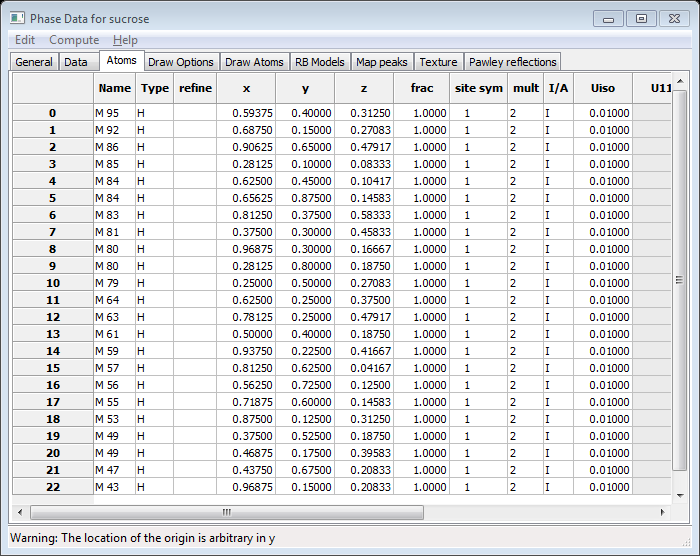 Phase Data for sucrose
Edit Compute Help
General Data Atoms Draw Options Draw Atoms RB Models Map peaks Texture Pawley reflections
Name Type refine x y z frac site sym mult I/A Uiso U11
0 M 95 H 0.59375 0.40000 0.31250 1.0000 1 2 I 0.01000
1 M 92 H 0.68750 0.15000 0.27083 1.0000 1 2 I 0.01000
2 M 86 H 0.90625 0.65000 0.47917 1.0000 1 2 I 0.01000
3 M 85 H 0.28125 0.10000 0.08333 1.0000 1 2 I 0.01000
4 M 84 H 0.62500 0.45000 0.10417 1.0000 1 2 I 0.01000
5 M 84 H 0.65625 0.87500 0.14583 1.0000 1 2 I 0.01000
6 M 83 H 0.81250 0.37500 0.58333 1.0000 1 2 I 0.01000
7 M 81 H 0.37500 0.30000 0.45833 1.0000 1 2 I 0.01000
8 M 80 H 0.96875 0.30000 0.16667 1.0000 1 2 I 0.01000
9 M 80 H 0.28125 0.80000 0.18750 1.0000 1 2 I 0.01000
10 M 79 H 0.25000 0.50000 0.27083 1.0000 1 2 I 0.01000
11 M 64 H 0.62500 0.25000 0.37500 1.0000 1 2 I 0.01000
12 M 63 H 0.78125 0.25000 0.47917 1.0000 1 2 I 0.01000
13 M 61 H 0.50000 0.40000 0.18750 1.0000 1 2 I 0.01000
14 M 59 H 0.93750 0.22500 0.41667 1.0000 1 2 I 0.01000
15 M 57 H 0.81250 0.62500 0.04167 1.0000 1 2 I 0.01000
16 M 56 H 0.56250 0.72500 0.12500 1.0000 1 2 I 0.01000
17 M 55 H 0.71875 0.60000 0.14583 1.0000 1 2 I 0.01000
18 M 53 H 0.87500 0.12500 0.31250 1.0000 1 2 I 0.01000
19 M 49 H 0.37500 0.52500 0.18750 1.0000 1 2 I 0.01000
20 M 49 H 0.46875 0.17500 0.39583 1.0000 1 2 I 0.01000
21 M 47 H 0.43750 0.67500 0.20833 1.0000 1 2 I 0.01000
22 M 43 H 0.96875 0.15000 0.20833 1.0000 1 2 I 0.01000
Warning: The location of the origin is arbitrary in y